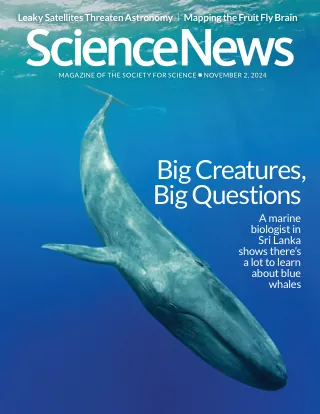 Leaky Satellites Threaten Astronomy | Mapping the Fruit Fly Brain
ScienceNews
MAGAZINE OF THE SOCIETY FOR SCIENCE ■ NOVEMBER 2, 2024
Big Creatures,
Big Questions
A marine
biologist in
Sri Lanka
shows there's
a lot to learn
about blue
whales